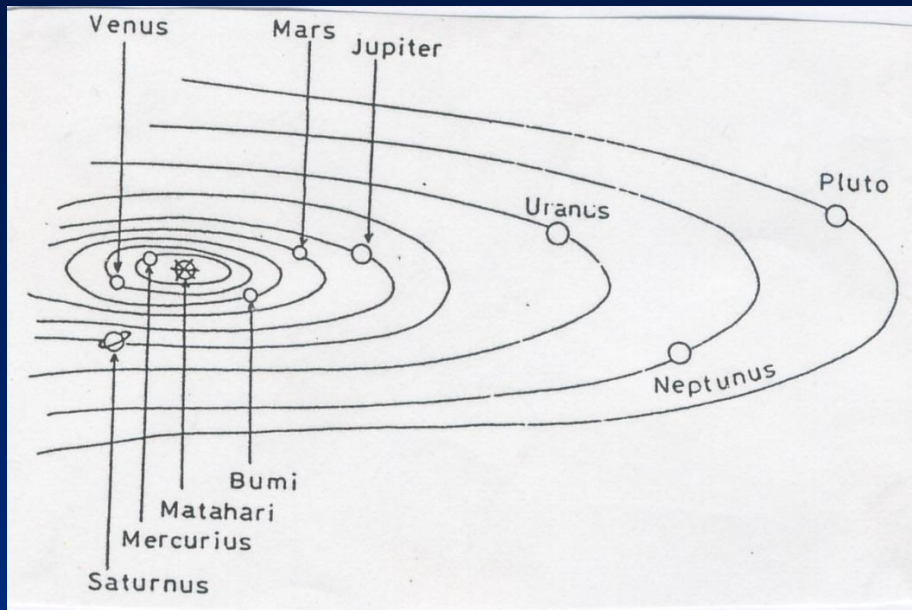 Venus
Mars
Jupiter
Pluto
Uranus
Neptunus
Bumi
Matahari
Mercurius
Saturnus